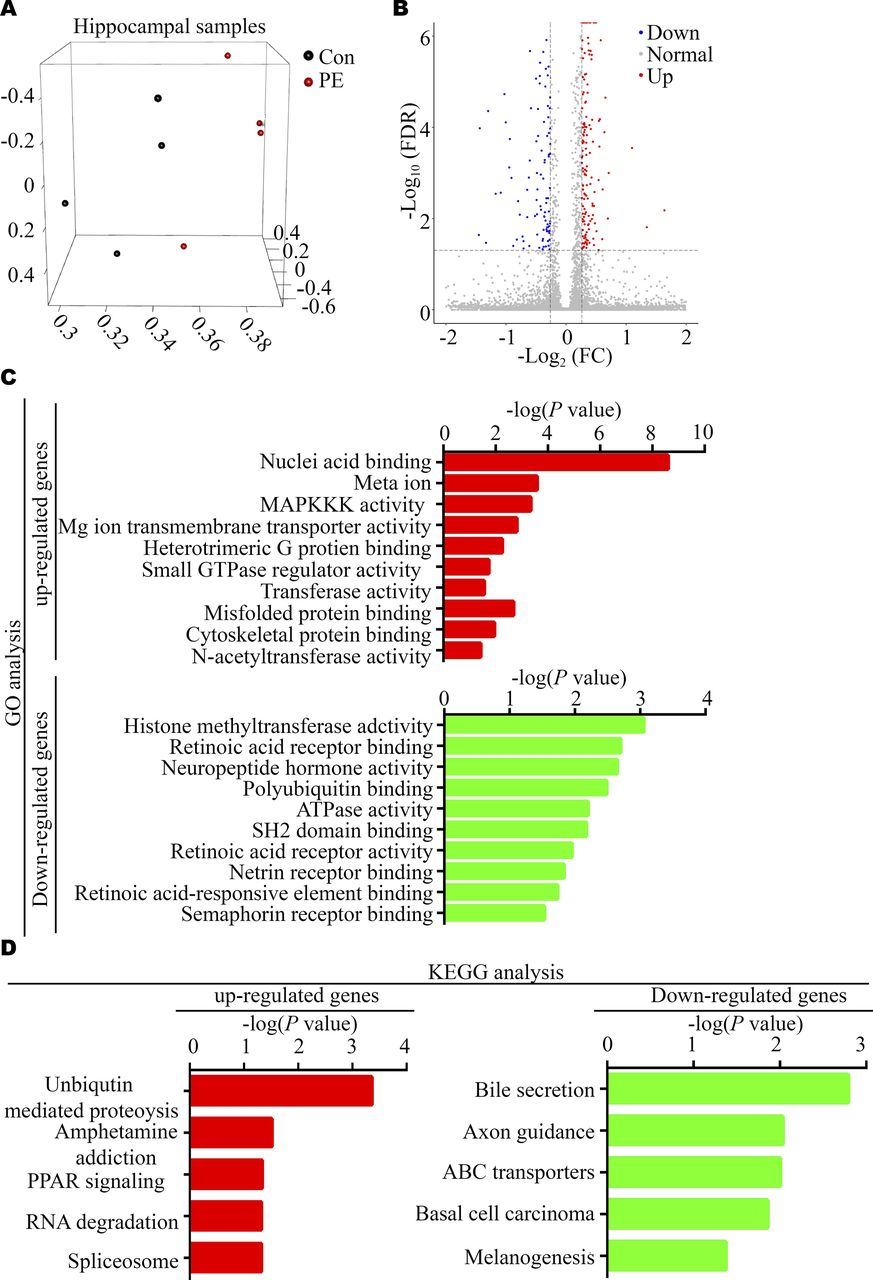 A
Hippocampal samples
Con
PE
-0.4
-0.2
0
0.2
0.4
0.4
0.2
0
-0.4
-0.6
0.3
0.32
0.34
0.36
0.38
B
Down
Normal
Up
-Log10 (FDR)
6
4
2
0
-2
-1
0
1
2
-Log2 (FC)
C
GO analysis
up-regulated genes
-log(P value)
0 2 4 6 8 10
Nuclei acid binding
Meta ion
MAPKKK activity
Mg ion transmembrane transporter activity
Heterotrimeric G protien binding
Small GTPase regulator activity
Transferase activity
Misfolded protein binding
Cytoskeletal protein binding
N-acetyltransferase activity
Down-regulated genes
-log(P value)
0 1 2 3 4
Histone methyltransferase adctivity
Retinoic acid receptor binding
Neuropeptide hormone activity
Polyubiquitin binding
ATPase activity
SH2 domain binding
Retinoic acid receptor activity
Netrin receptor binding
Retinoic acid-responsive element binding
Semaphorin receptor binding
D
KEGG analysis
up-regulated genes
-log(P value)
0 1 2 3 4
Unbiqutin
mediated proteoysis
Amphetamine
addiction
PPAR signaling
RNA degradation
Spliceosome
Down-regulated genes
-log(P value)
0 1 2 3
Bile secretion
Axon guidance
ABC transporters
Basal cell carcinoma
Melanogenesis